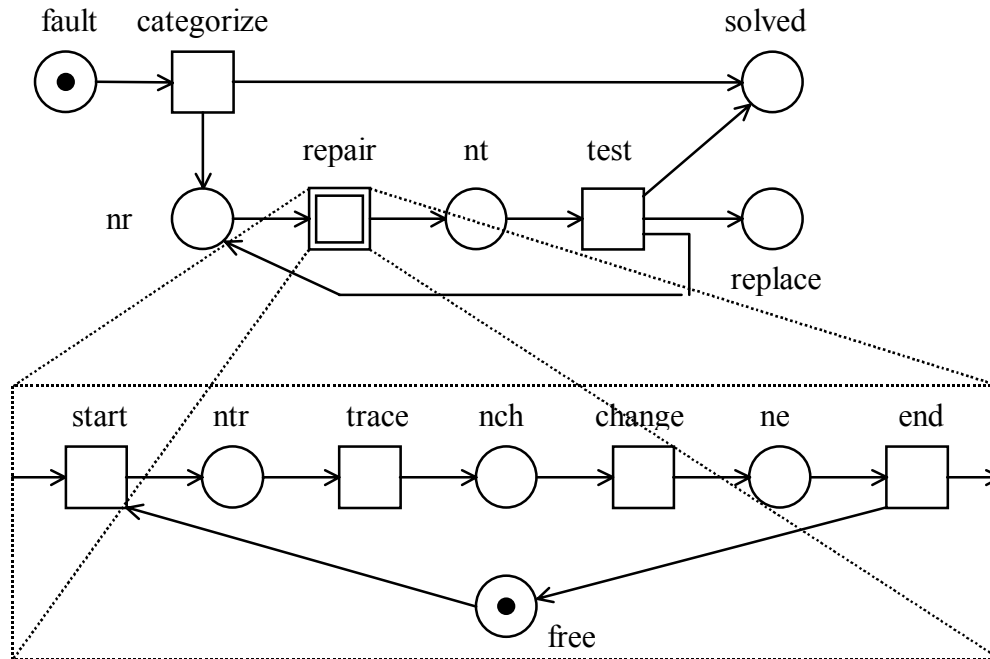 fault
categorize
solved
repair
nt
test
nr
replace
start
ntr
trace
nch
change
ne
end
free